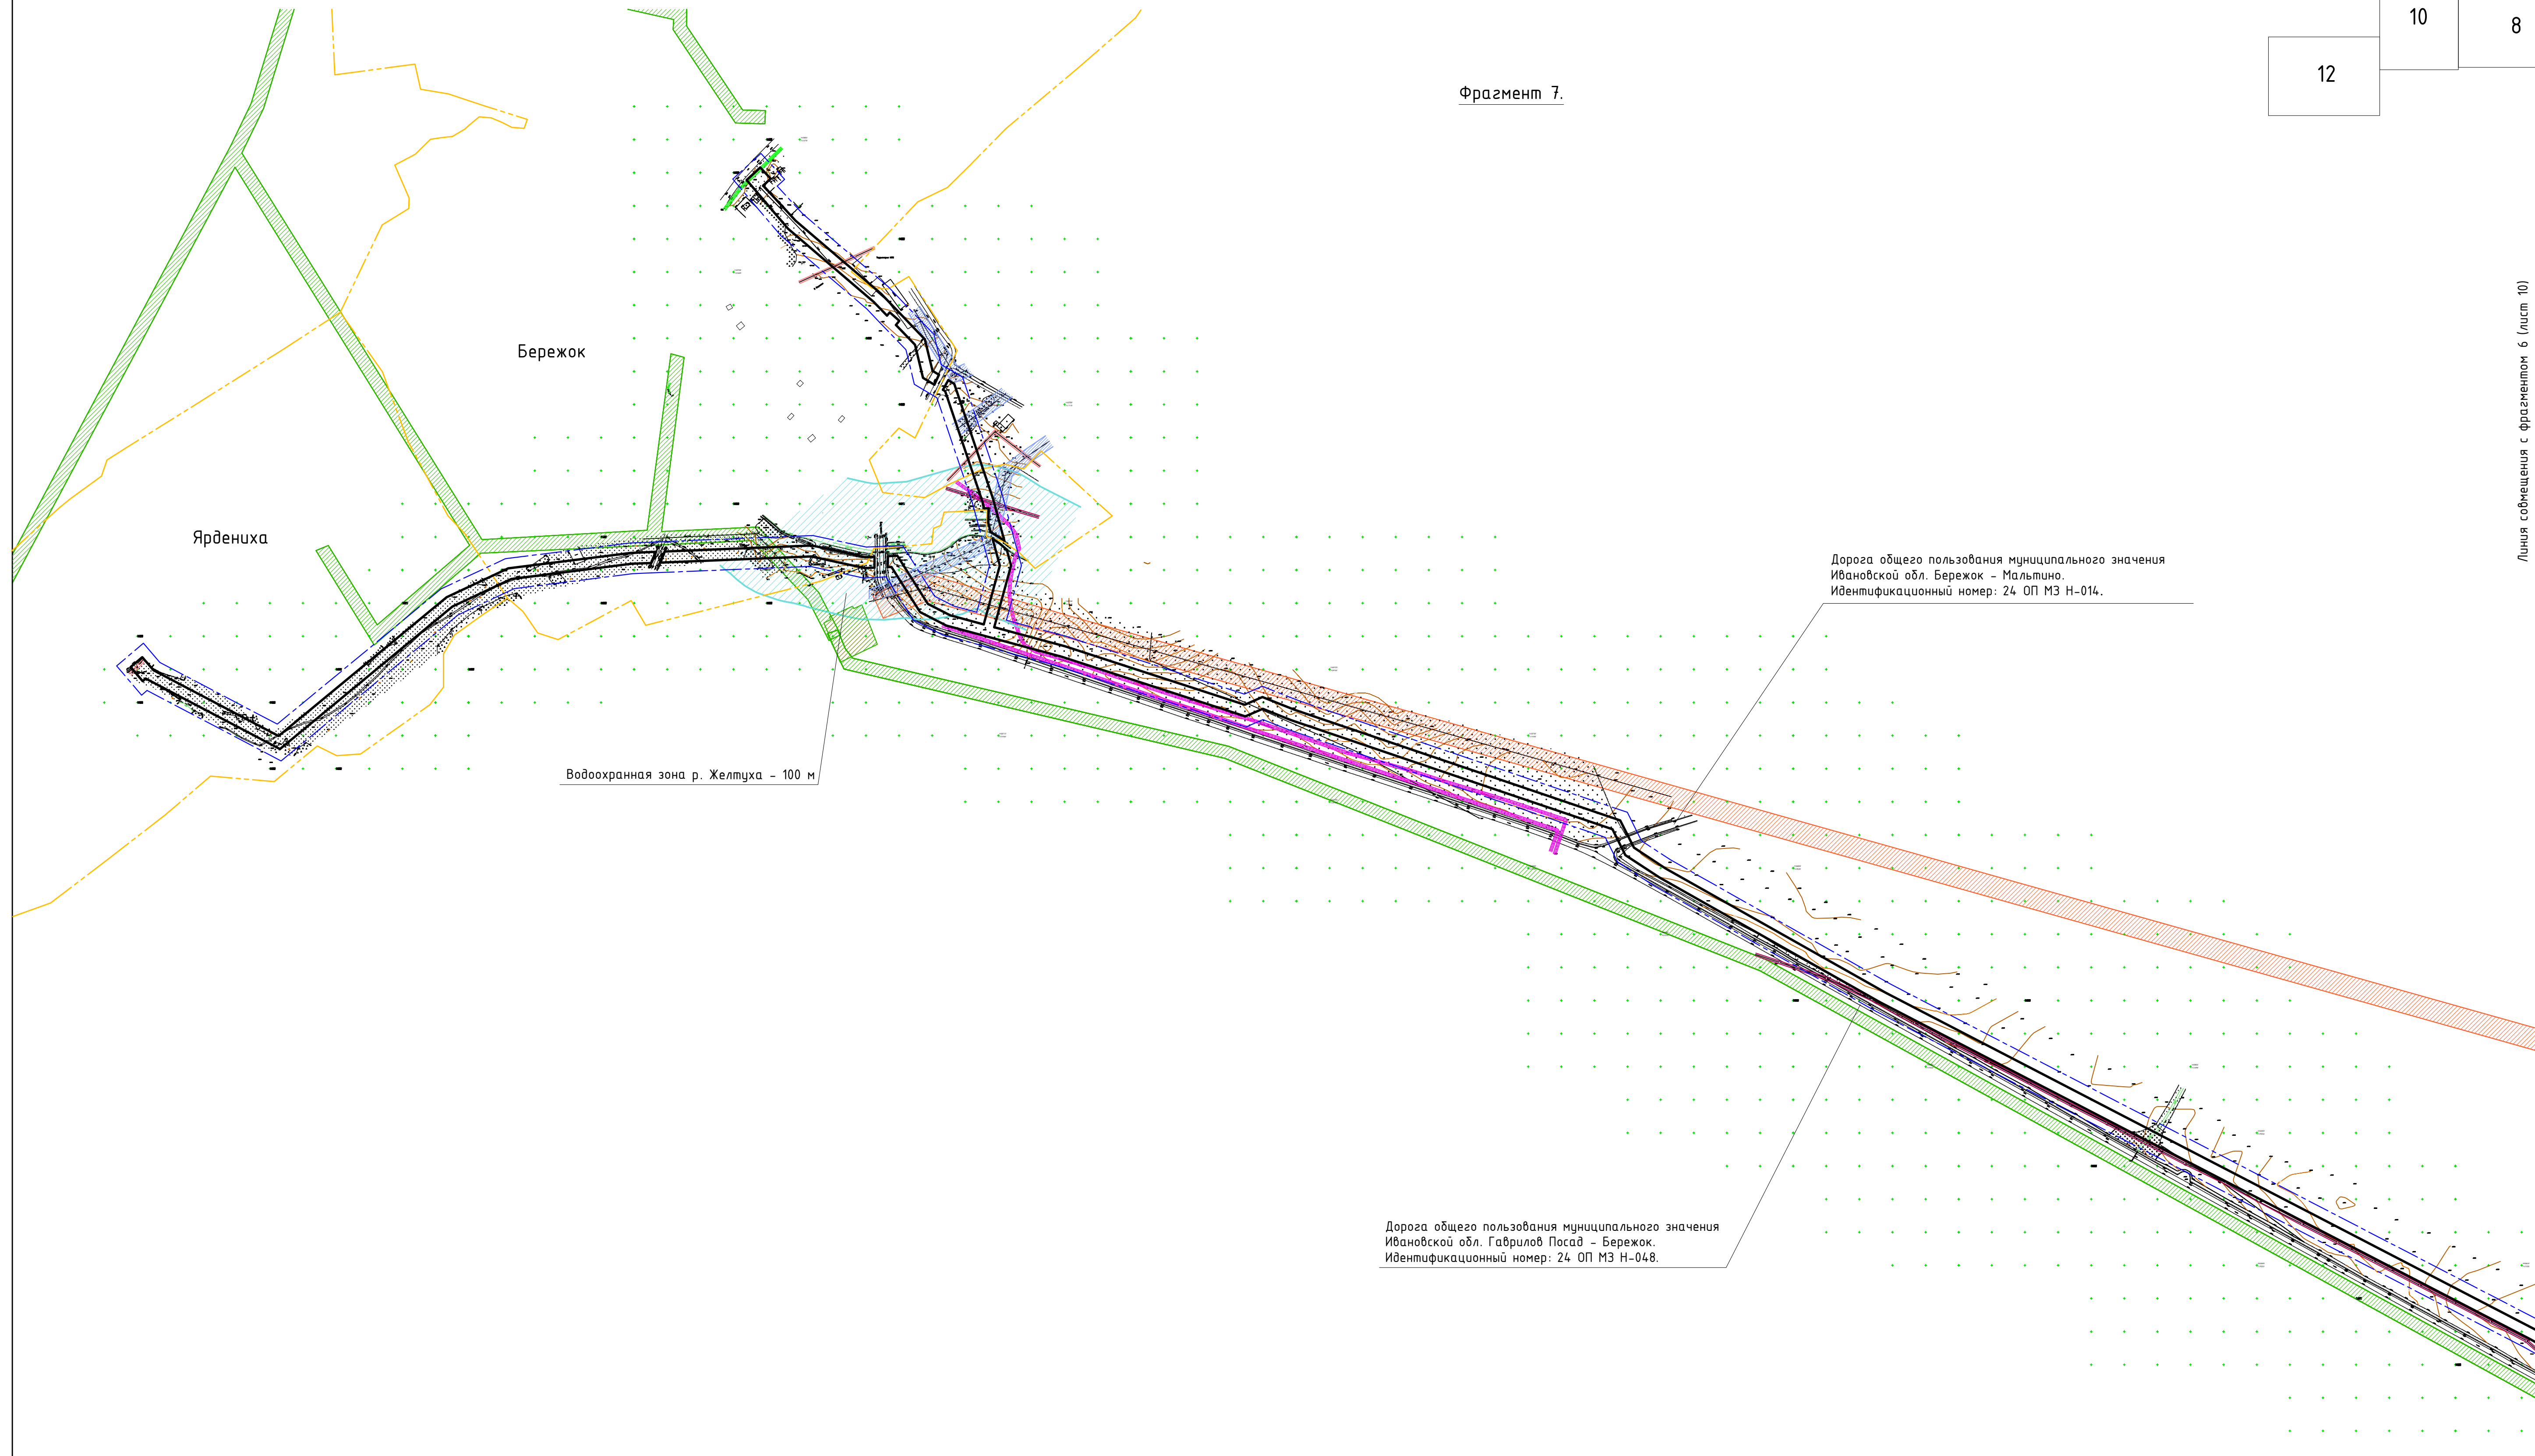 10
8
12
Фрагмент 7.
Линия совмещения с фрагментом 6 (лист 10)
Бережок
Ярдениха
Дорога общего пользования муниципального значения
Ивановской обл. Бережок - Мальтино.
Идентификационный номер: 24 ОП МЗ Н-014.
Водоохранная зона р. Желтуха - 100 м
Дорога общего пользования муниципального значения
Ивановской обл. Гаврилов Посад - Бережок.
Идентификационный номер: 24 ОП МЗ Н-048.